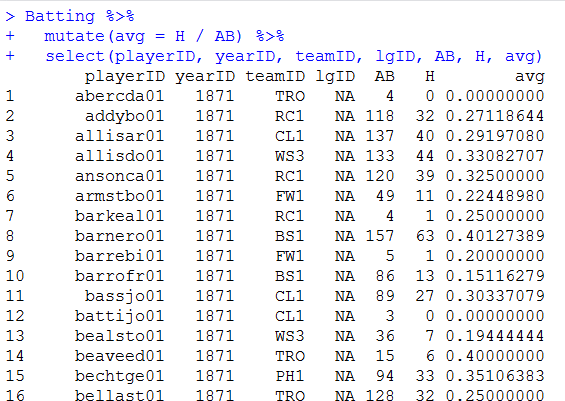 > Batting %>%
+   mutate(avg = H / AB) %>%
+   select(playerID, yearID, teamID, lgID, AB, H, avg)
playerID yearID teamID lgID AB H avg
1 abercda01 1871 TRO NA 4 0 0.00000000
2 addybo01 1871 RC1 NA 118 32 0.27118644
3 allisar01 1871 CL1 NA 137 40 0.29197080
4 allisdo01 1871 WS3 NA 133 44 0.33082707
5 ansonca01 1871 RC1 NA 120 39 0.32500000
6 armstbo01 1871 FW1 NA 49 11 0.22448980
7 barkeal01 1871 RC1 NA 4 1 0.25000000
8 barnero01 1871 BS1 NA 157 63 0.40127389
9 barrebi01 1871 FW1 NA 5 1 0.20000000
10 barrofr01 1871 BS1 NA 86 13 0.15116279
11 bassjo01 1871 CL1 NA 89 27 0.30337079
12 battijo01 1871 CL1 NA 3 0 0.00000000
13 bealsto01 1871 WS3 NA 36 7 0.19444444
14 beaveed01 1871 TRO NA 15 6 0.40000000
15 bechtge01 1871 PH1 NA 94 33 0.35106383
16 bellast01 1871 TRO NA 128 32 0.25000000